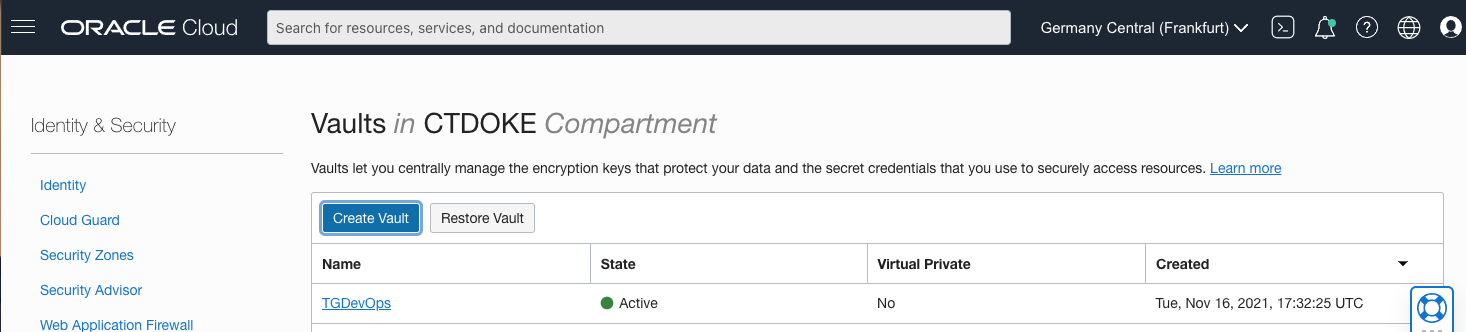 ORACLE Cloud
Search for resources, services, and documentation
Germany Central (Frankfurt)
Identity & Security
Identity
Cloud Guard
Security Zones
Security Advisor
Web Application Firewall
Vaults in CTDOKE Compartment
Vaults let you centrally manage the encryption keys that protect your data and the secret credentials that you use to securely access resources. Learn more
Create Vault Restore Vault
Name State Virtual Private Created
TGDevOps Active No Tue, Nov 16, 2021, 17:32:25 UTC